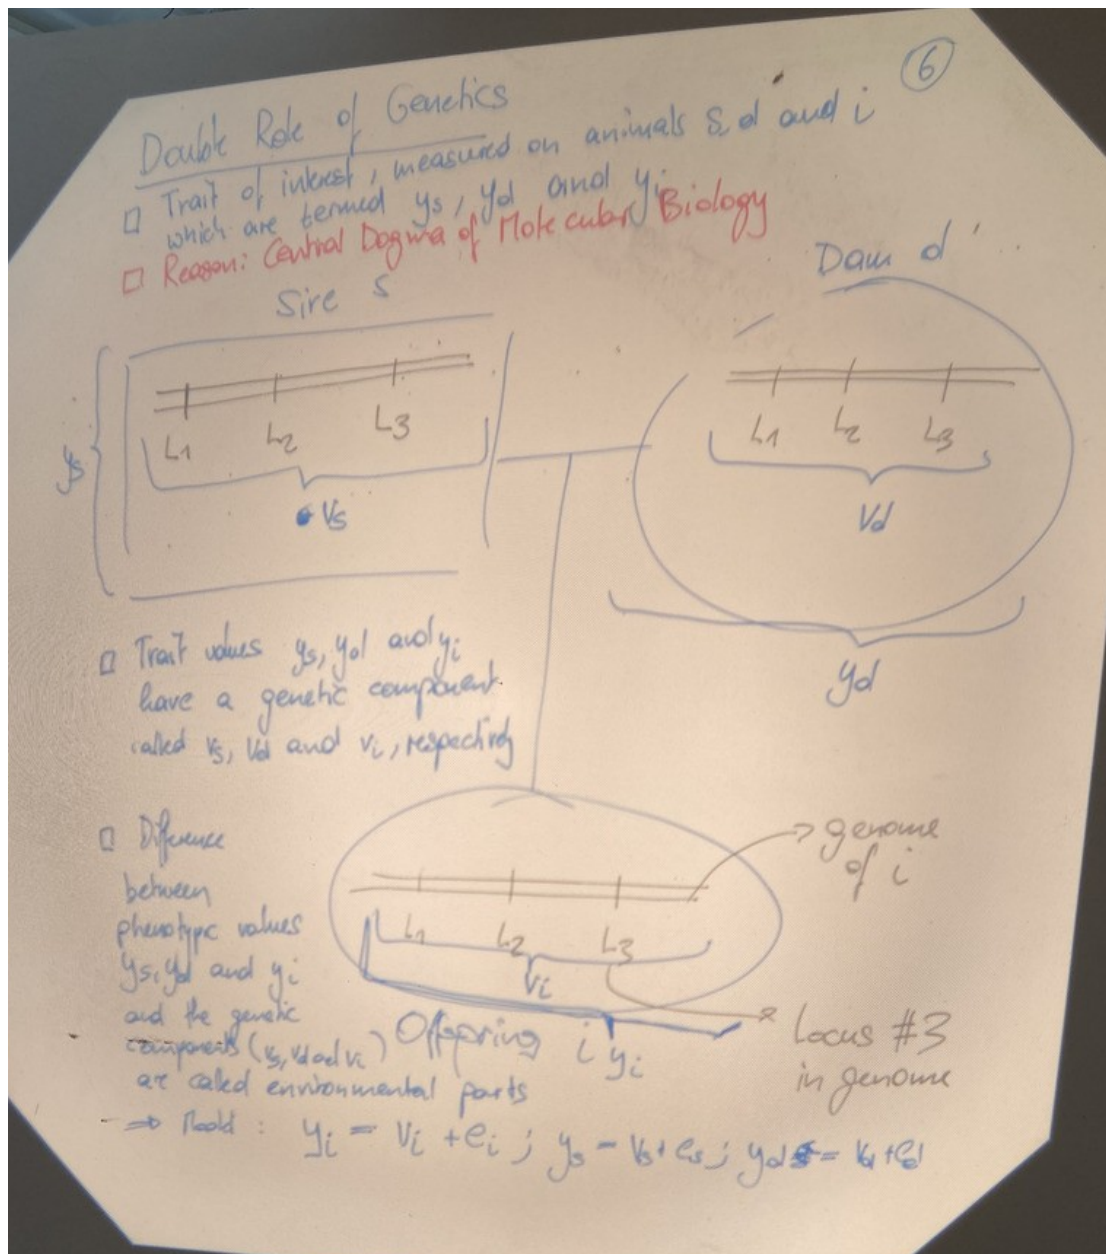 6
Double Role of Genetics
□ Trait of interest, measured on animals s, d and i
which are termed ys, yd and yi
□ Reason: Central Dogma of Molecular Biology
Sire s
Dam d
L1 L2 L3
ys
vs
L1 L2 L3
vd
yd
□ Trait values ys, yd and yi
have a genetic component
called vs, vd and vi, respectivly
□ Difference
between
phenotypic values
ys, yd and yi
and the genetic
components (vs, vd and vi)
are called environmental parts
genome
of i
L1 L2 L3
vi
Offspring i yi
Locus #3
in genome
yi = vi + ei ; ys = vs + es ; yd = vd + ed